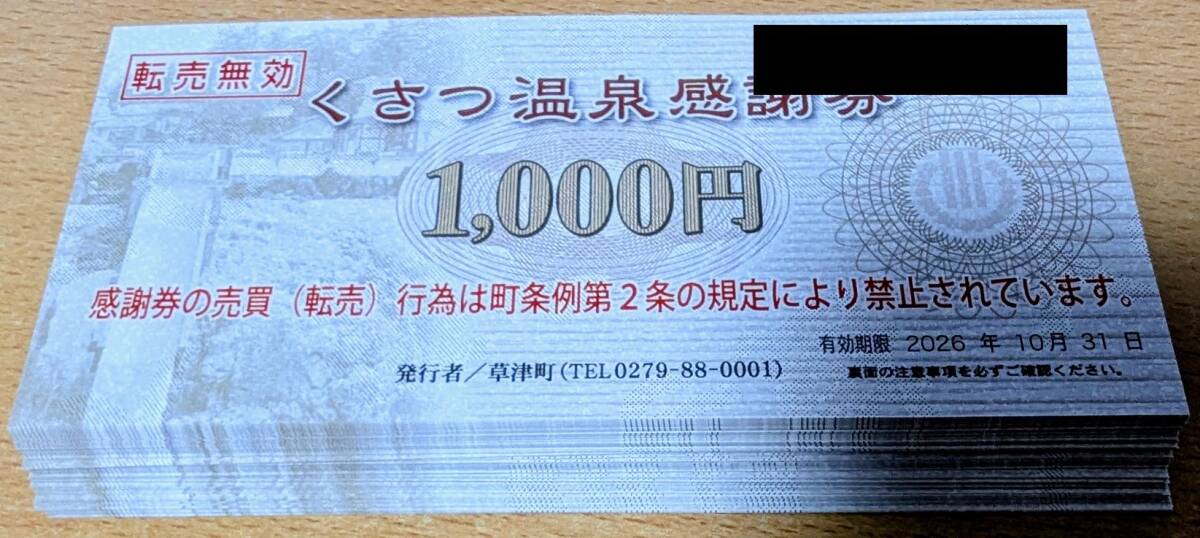 転売無効
くさつ温泉感謝券
1,000円
感謝券の売買（転売）行為は町条例第2条の規定により禁止されています。
有効期限 2026 年 10月 31 日
発行者／草津町(TEL0279-88-0001)
裏面の注意事項を必ずご確認ください。